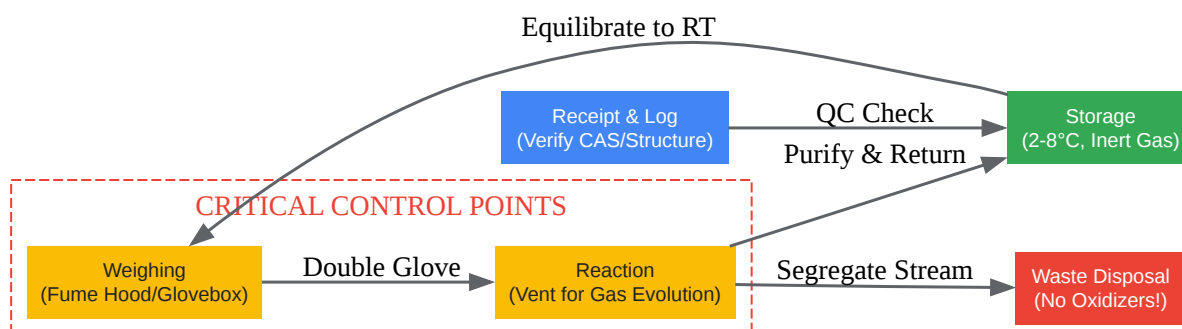 Equilibrate to RT
Receipt & Log
(Verify CAS/Structure)
QC Check
Storage
(2-8°C, Inert Gas)
Purify & Return
CRITICAL CONTROL POINTS
Weighing
(Fume Hood/Glovebox)
Double Glove
Reaction
(Vent for Gas Evolution)
Segregate Stream
Waste Disposal
(No Oxidizers!)